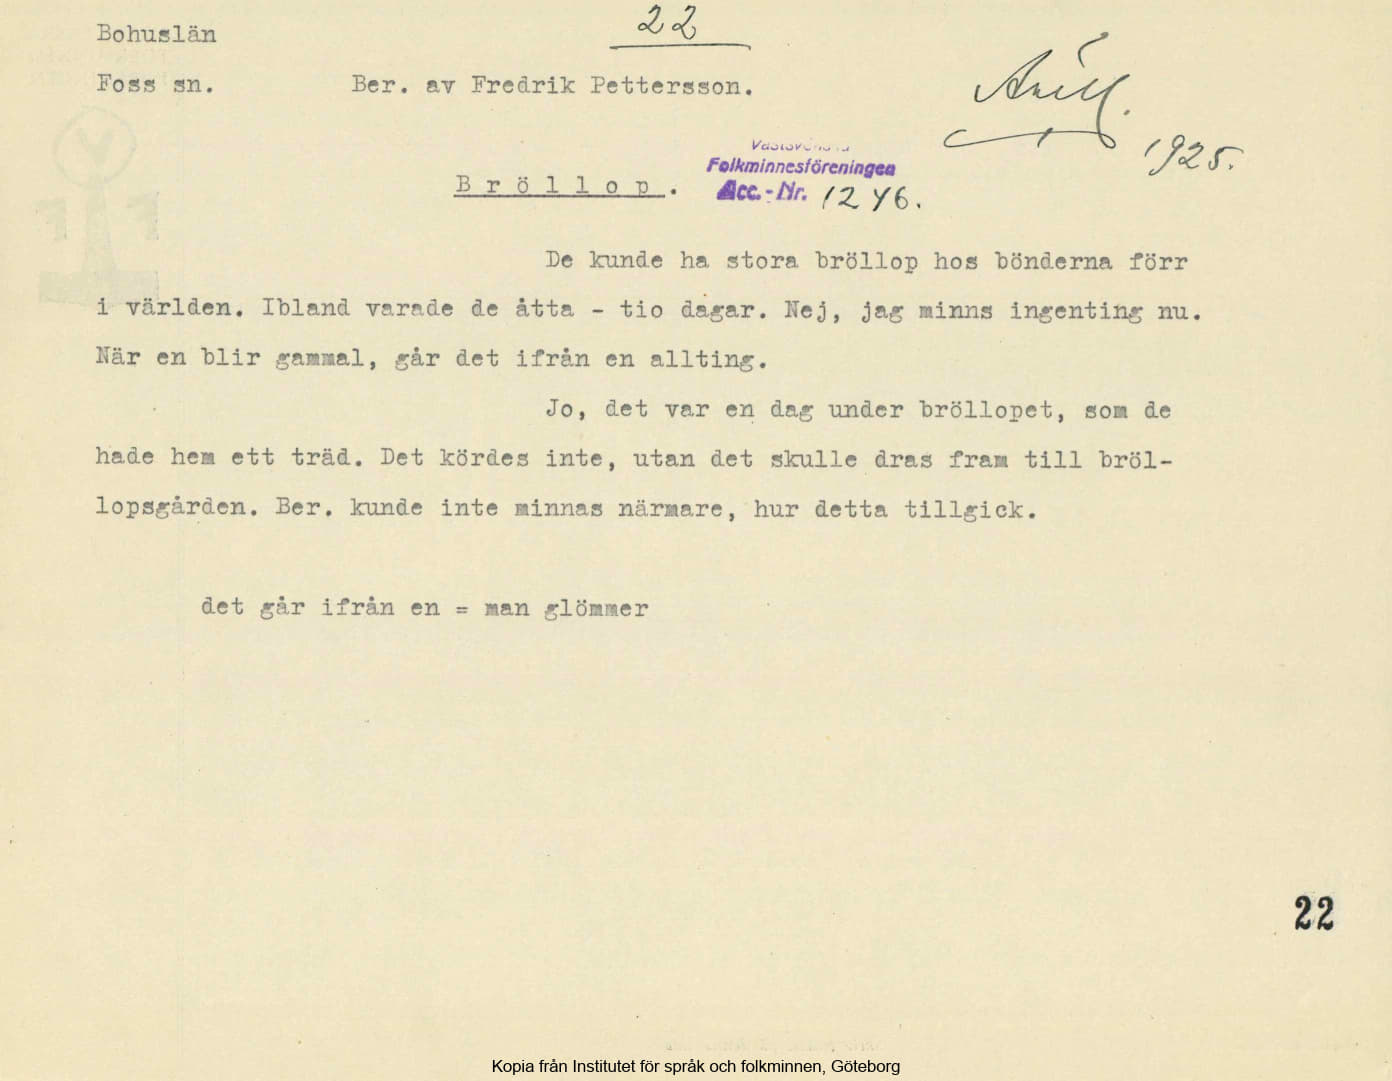 22
Bohuslän
Foss sn. Ber. av Fredrik Pettersson.
1925.
Folkminnesföreningen
Acc.-Nr. 1246.
Bröllop.
De kunde ha stora bröllop hos bönderna förr
i världen. Ibland varade de åtta - tio dagar. Nej, jag minns ingenting nu.
När en blir gammal, går det ifrån en allting.
Jo, det var en dag under bröllopet, som de
hade hem ett träd. Det kördes inte, utan det skulle dras fram till bröl-
lopsgården. Ber. kunde inte minnas närmare, hur detta tillgick.
det går ifrån en = man glömmer
22
Kopia från Institutet för språk och folkminnen, Göteborg